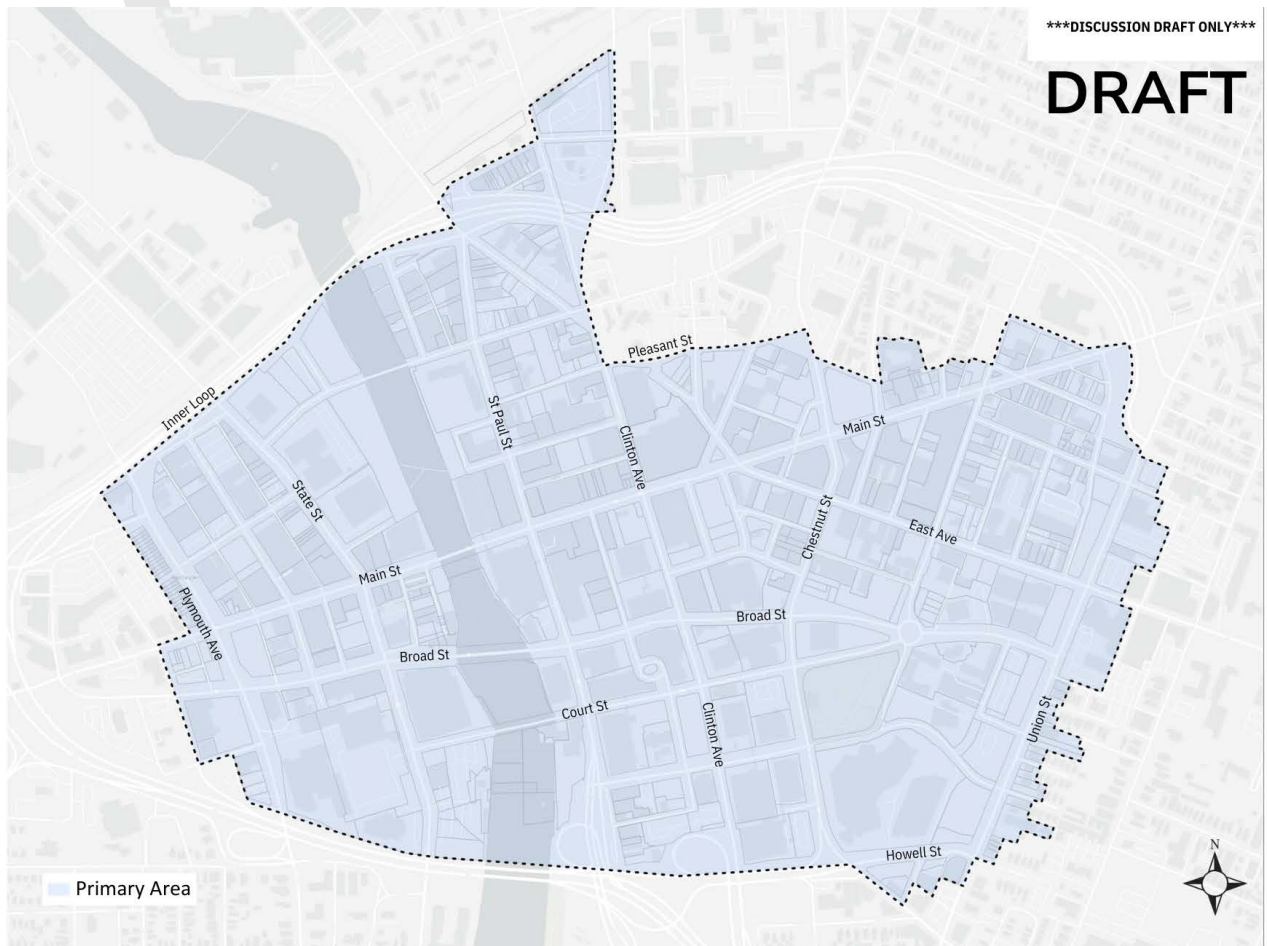 ***DISCUSSION DRAFT ONLY***
DRAFT
Pleasant St
Inner Loop
St Paul St
Clinton Ave
Main St
State St
Chestnut St
East Ave
Main St
Plymouth Ave
Broad St
Broad St
Court St
Clinton Ave
Union St
Howell St
N
Primary Area